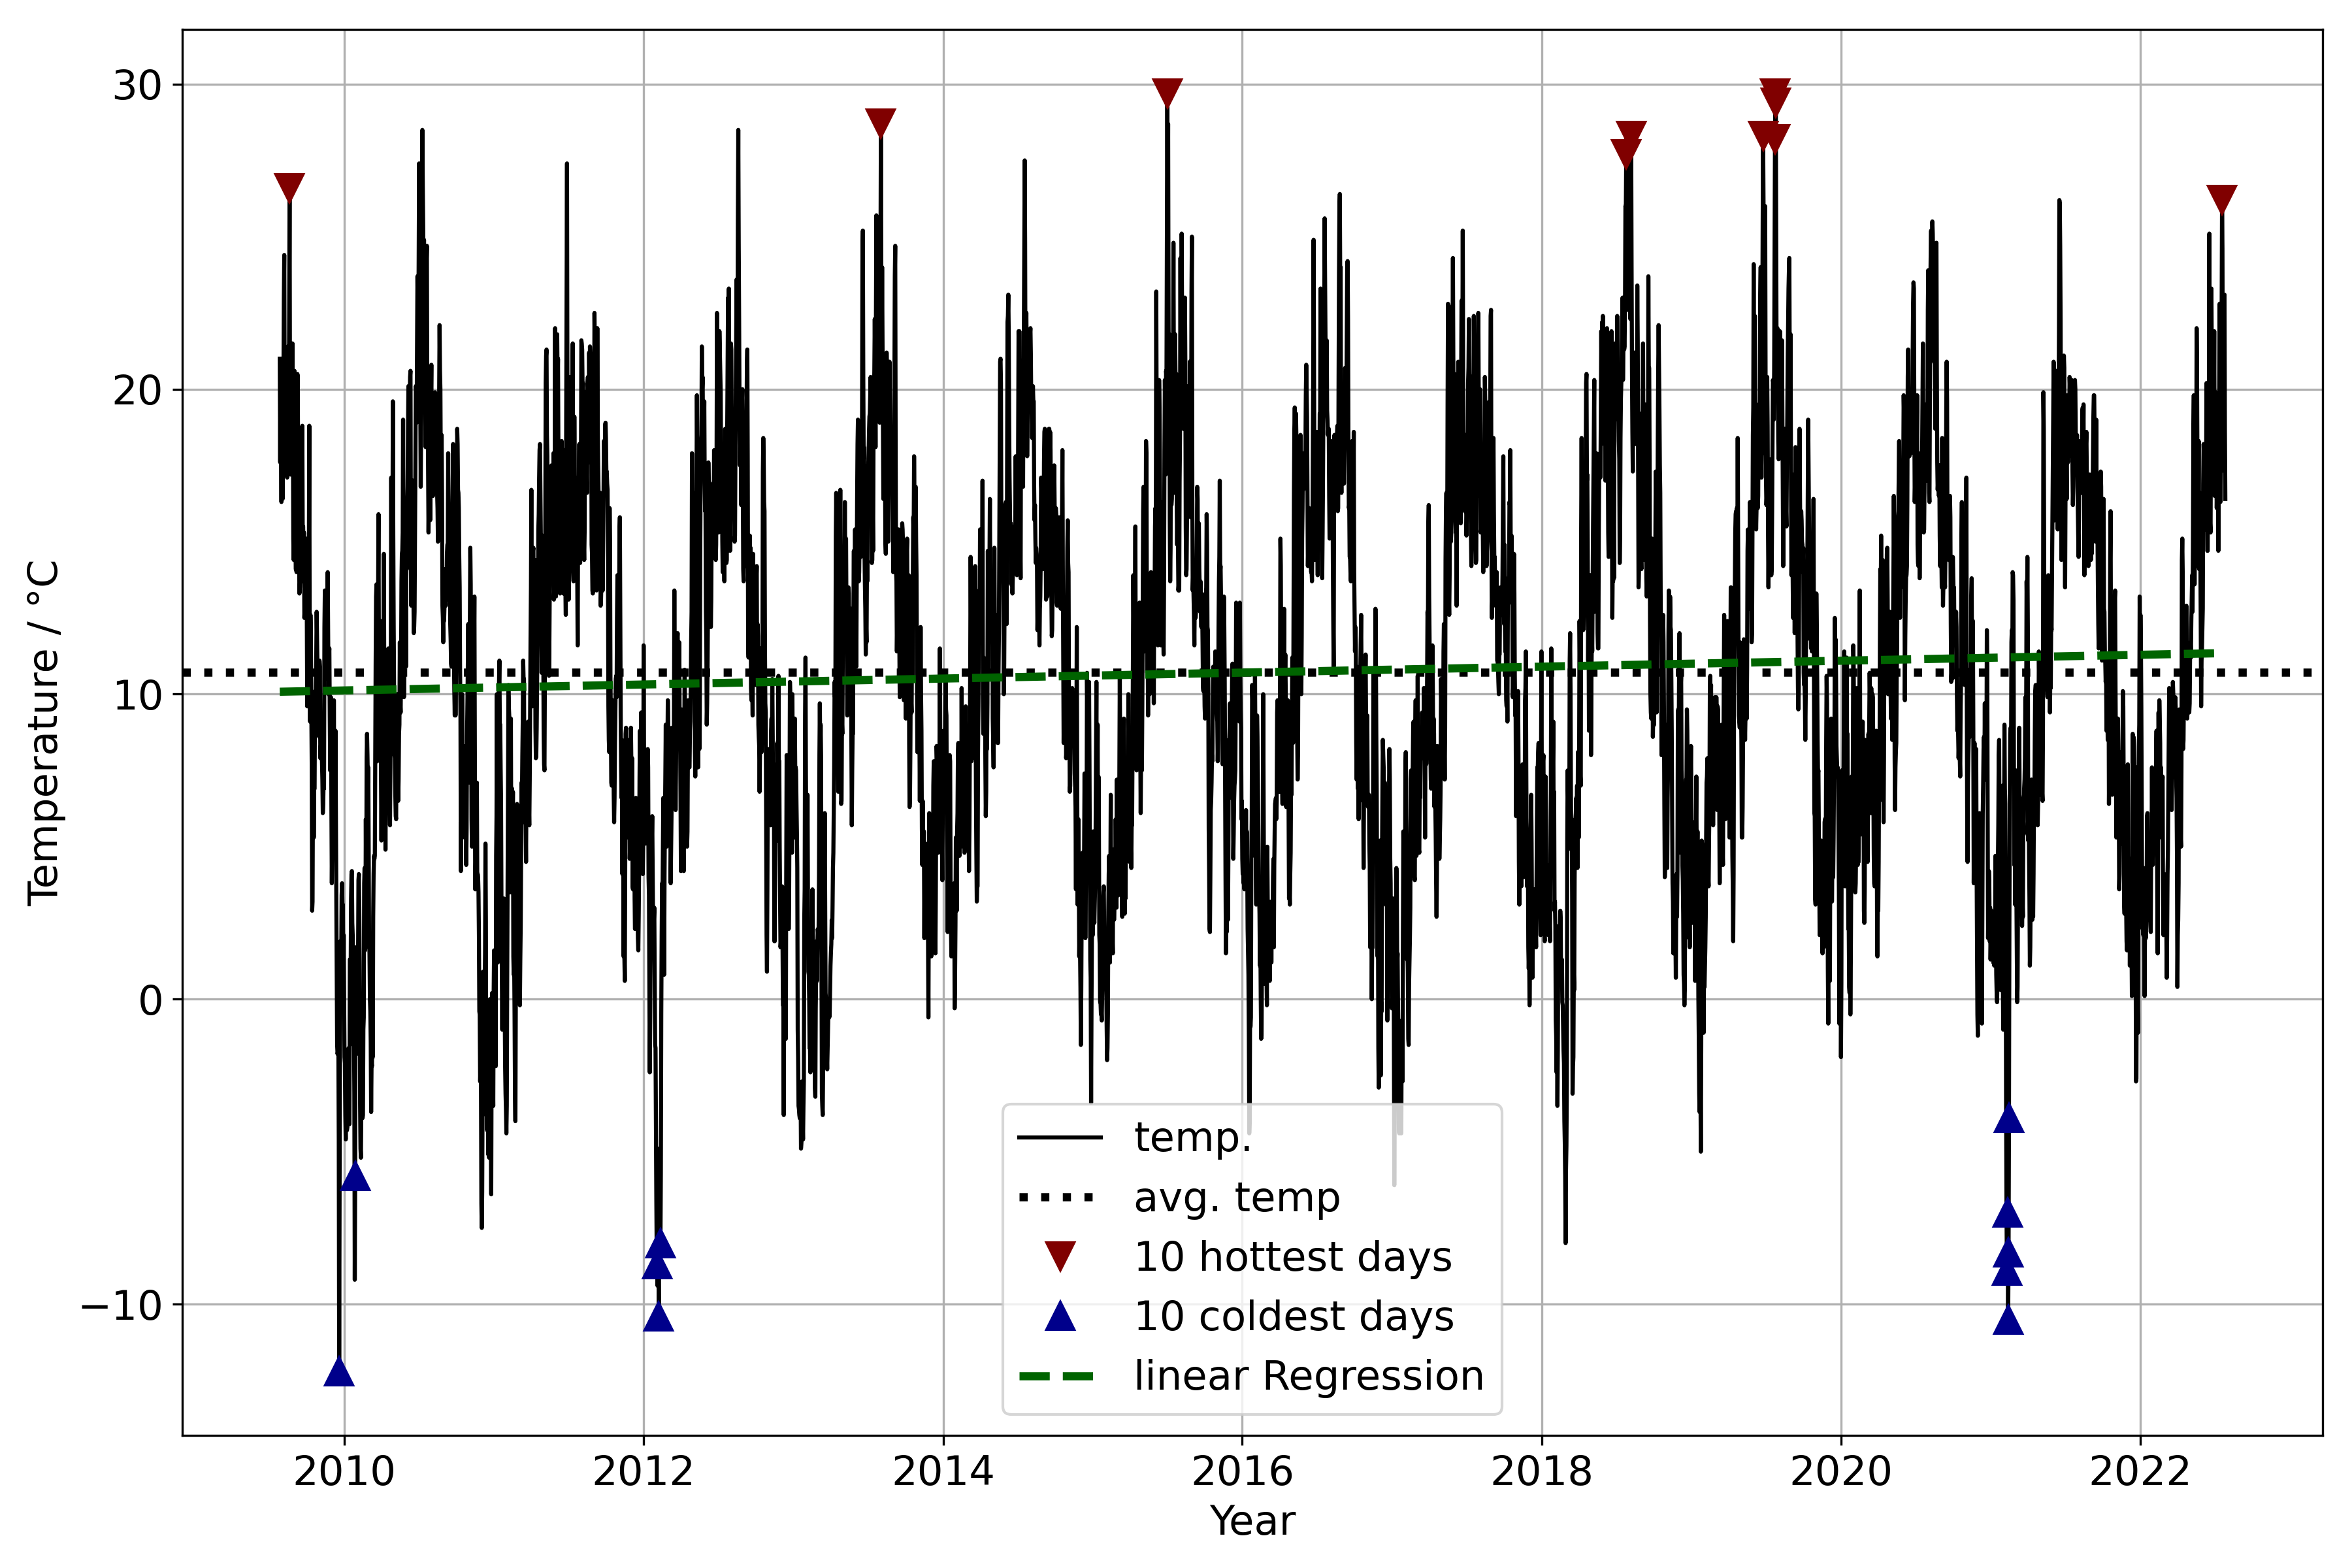 30
20
10
0
−10
Temperature / °C
temp.
avg. temp
10 hottest days
10 coldest days
linear Regression
2010 2012 2014 2016 2018 2020 2022
Year